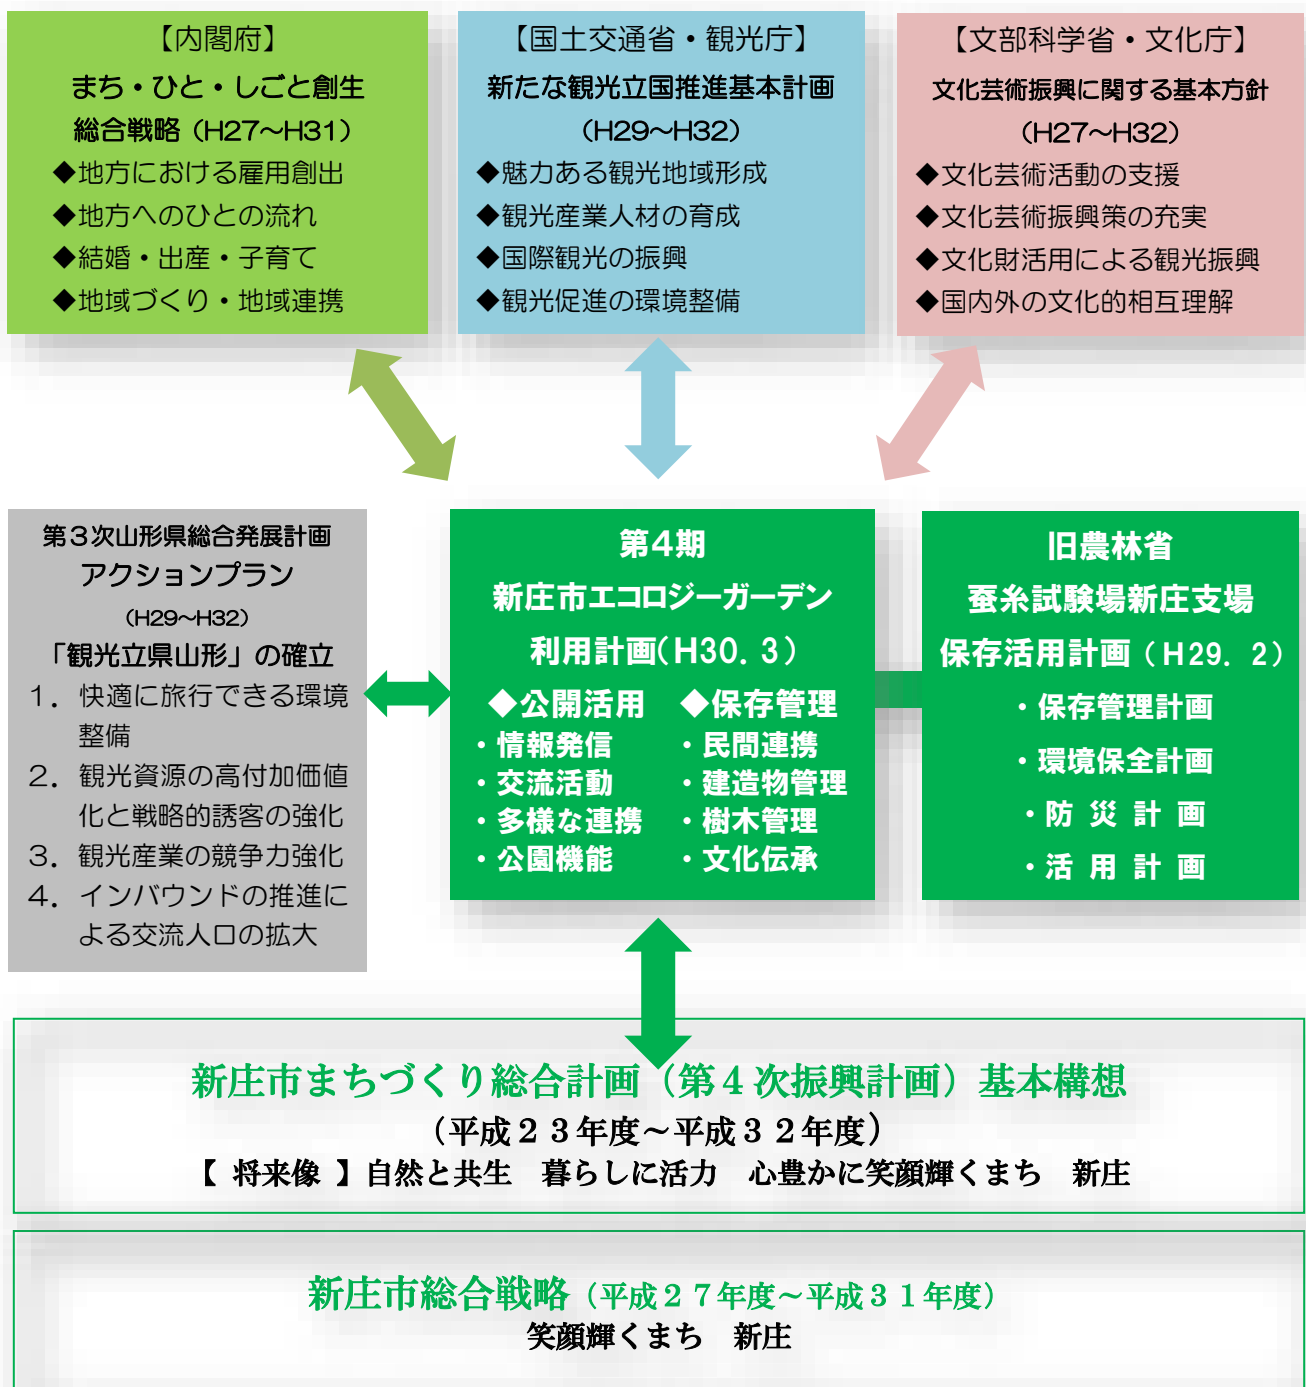 【内閣府】
まち・ひと・しごと創生
総合戦略（H27～H31）
◆地方における雇用創出
◆地方へのひとの流れ
◆結婚・出産・子育て
◆地域づくり・地域連携
【国土交通省・観光庁】
新たな観光立国推進基本計画
（H29～H32）
◆魅力ある観光地域形成
◆観光産業人材の育成
◆国際観光の振興
◆観光促進の環境整備
【文部科学省・文化庁】
文化芸術振興に関する基本方針
（H27～H32）
◆文化芸術活動の支援
◆文化芸術振興策の充実
◆文化財活用による観光振興
◆国内外の文化的相互理解
第３次山形県総合発展計画
アクションプラン
（H29～H32）
「観光立県山形」の確立
１．快適に旅行できる環境
整備
２．観光資源の高付加価値
化と戦略的誘客の強化
３．観光産業の競争力強化
４．インバウンドの推進に
よる交流人口の拡大
第４期
新庄市エコロジーガーデン
利用計画（H30．３）
◆公開活用　◆保存管理
・情報発信　・民間連携
・交流活動　・建造物管理
・多様な連携　・樹木管理
・公園機能　・文化伝承
旧農林省
蚕糸試験場新庄支場
保存活用計画（H29．２）
・保存管理計画
・環境保全計画
・防 災 計 画
・活 用 計 画
新庄市まちづくり総合計画（第４次振興計画）基本構想
（平成２３年度～平成３２年度）
【 将来像 】自然と共生　暮らしに活力　心豊かに笑顔輝くまち　新庄
新庄市総合戦略（平成２７年度～平成３１年度）
笑顔輝くまち　新庄